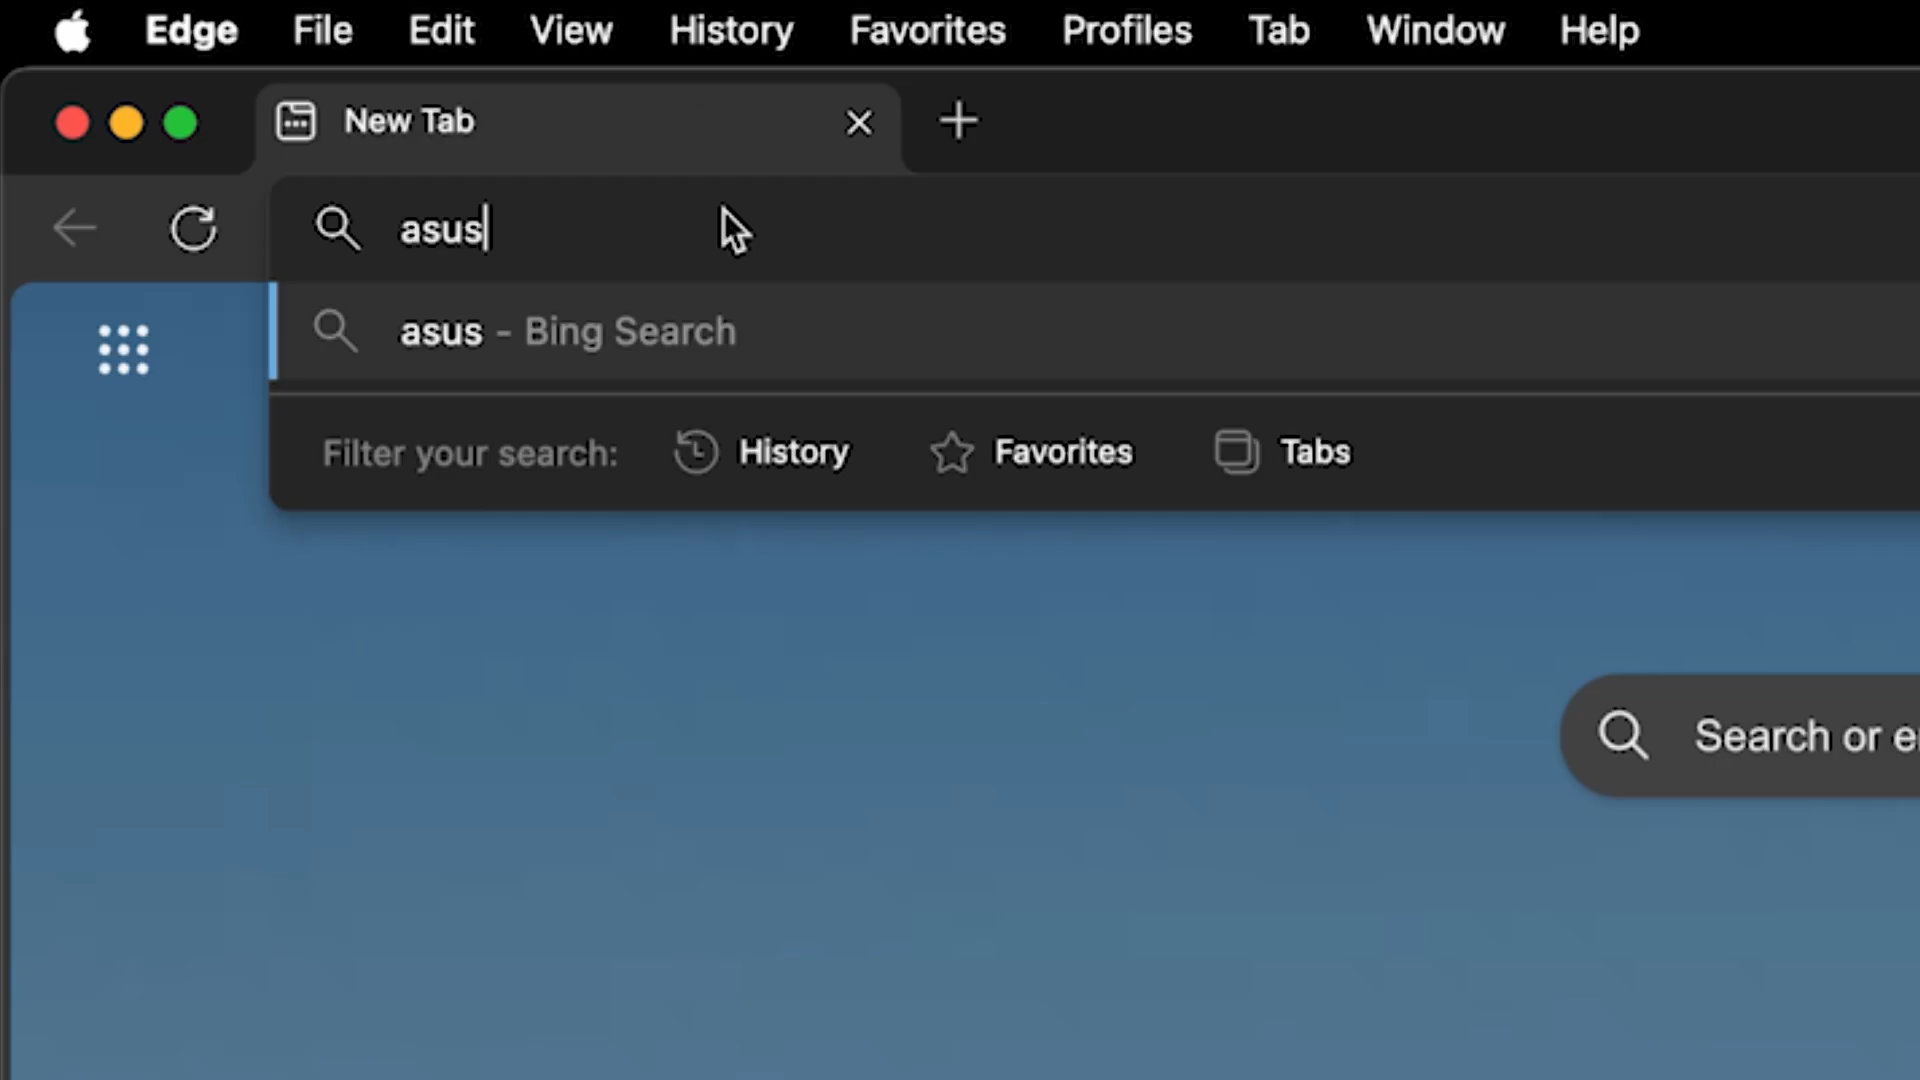 Edge File Edit View History Favorites Profiles Tab Window Help
New Tab
asus
asus - Bing Search
Filter your search: History Favorites Tabs
Search or